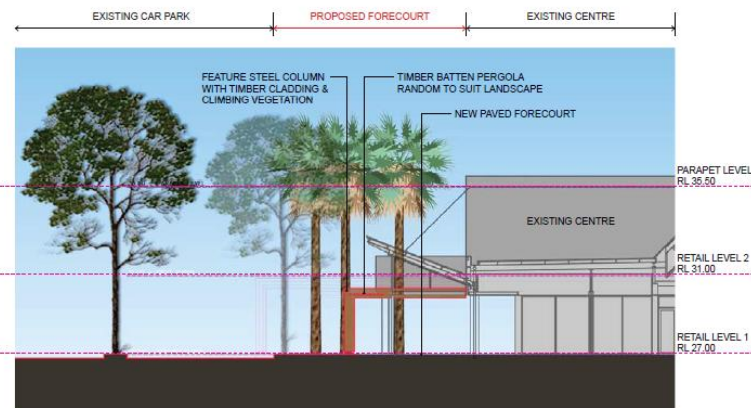 EXISTING CAR PARK
PROPOSED FORECOURT
EXISTING CENTRE
FEATURE STEEL COLUMN
WITH TIMBER CLADDING &
CLIMBING VEGETATION
TIMBER BATTEN PERGOLA
RANDOM TO SUIT LANDSCAPE
NEW PAVED FORECOURT
PARAPET LEVEL
RL 35.50
EXISTING CENTRE
RETAIL LEVEL 2
RL 31.00
RETAIL LEVEL 1
RL 27.00